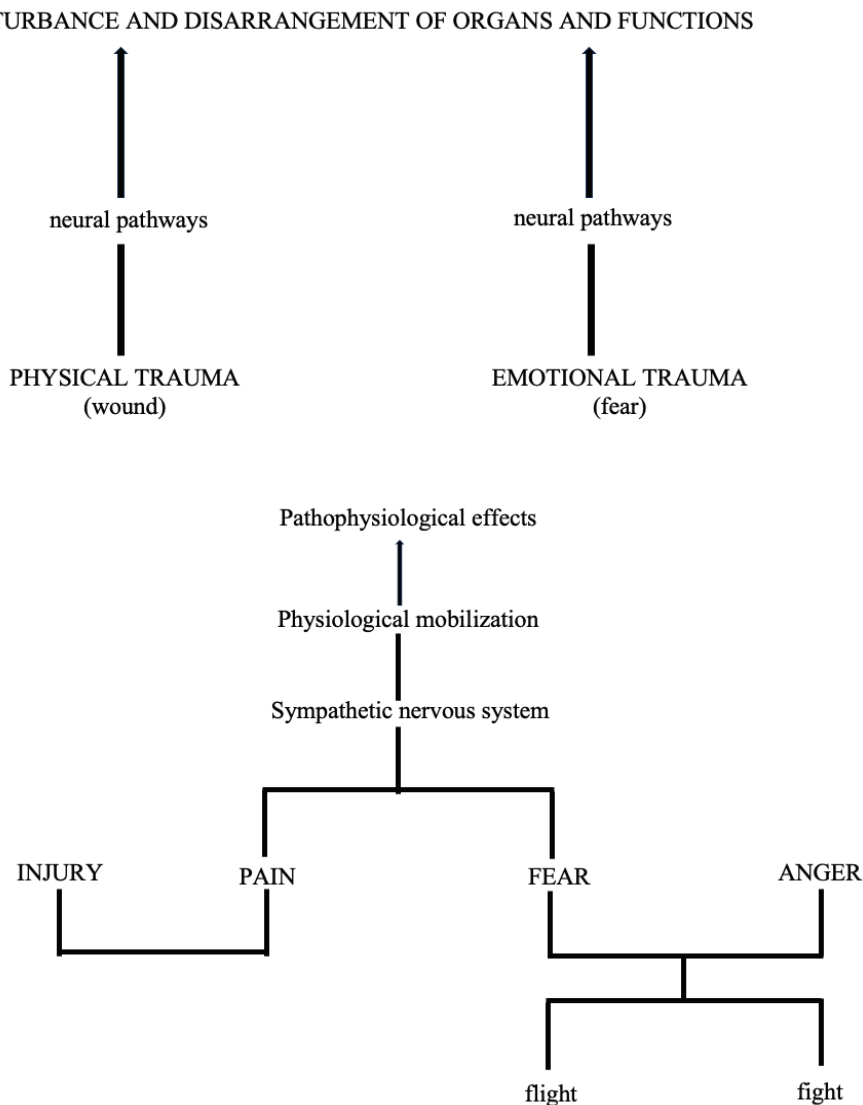 TURBANCE AND DISARRANGEMENT OF ORGANS AND FUNCTIONS
neural pathways neural pathways
PHYSICAL TRAUMA EMOTIONAL TRAUMA
(wound) (fear)
Pathophysiological effects
Physiological mobilization
Sympathetic nervous system
INJURY PAIN FEAR ANGER
flight fight